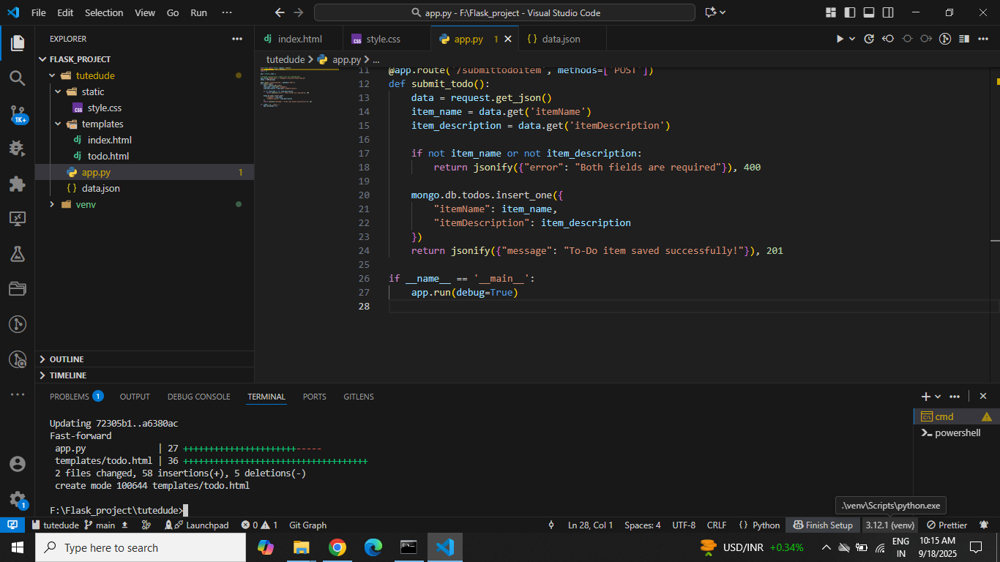 File Edit Selection View Go Run ··· app.py - F:\Flask_project - Visual Studio Code
EXPLORER ···
FLASK_PROJECT
tutedude
static
style.css
templates
index.html
todo.html
app.py 1
data.json
venv
OUTLINE
TIMELINE
1K+
1
index.html style.css app.py 1 data.json
tutedude > app.py > ...
11 @app.route('/submittodoitem', methods=['POST'])
12 def submit_todo():
13     data = request.get_json()
14     item_name = data.get('itemName')
15     item_description = data.get('itemDescription')
16
17     if not item_name or not item_description:
18         return jsonify({"error": "Both fields are required"}), 400
19
20     mongo.db.todos.insert_one({
21         "itemName": item_name,
22         "itemDescription": item_description
23     })
24     return jsonify({"message": "To-Do item saved successfully!"}), 201
25
26 if __name__ == '__main__':
27     app.run(debug=True)
28
PROBLEMS 1 OUTPUT DEBUG CONSOLE TERMINAL PORTS GITLENS
Updating 72305b1..a6380ac
Fast-forward
 app.py              | 27 ++++++++++++++++++++++-----
 templates/todo.html | 36 ++++++++++++++++++++++++++++++++++++
 2 files changed, 58 insertions(+), 5 deletions(-)
 create mode 100644 templates/todo.html
F:\Flask_project\tutedude>
cmd
powershell
.\venv\Scripts\python.exe
tutedude main Launchpad 0 1 Git Graph Ln 28, Col 1 Spaces: 4 UTF-8 CRLF {} Python Finish Setup 3.12.1 (venv) Prettier
Type here to search USD/INR +0.34% ENG IN 10:15 AM 9/18/2025